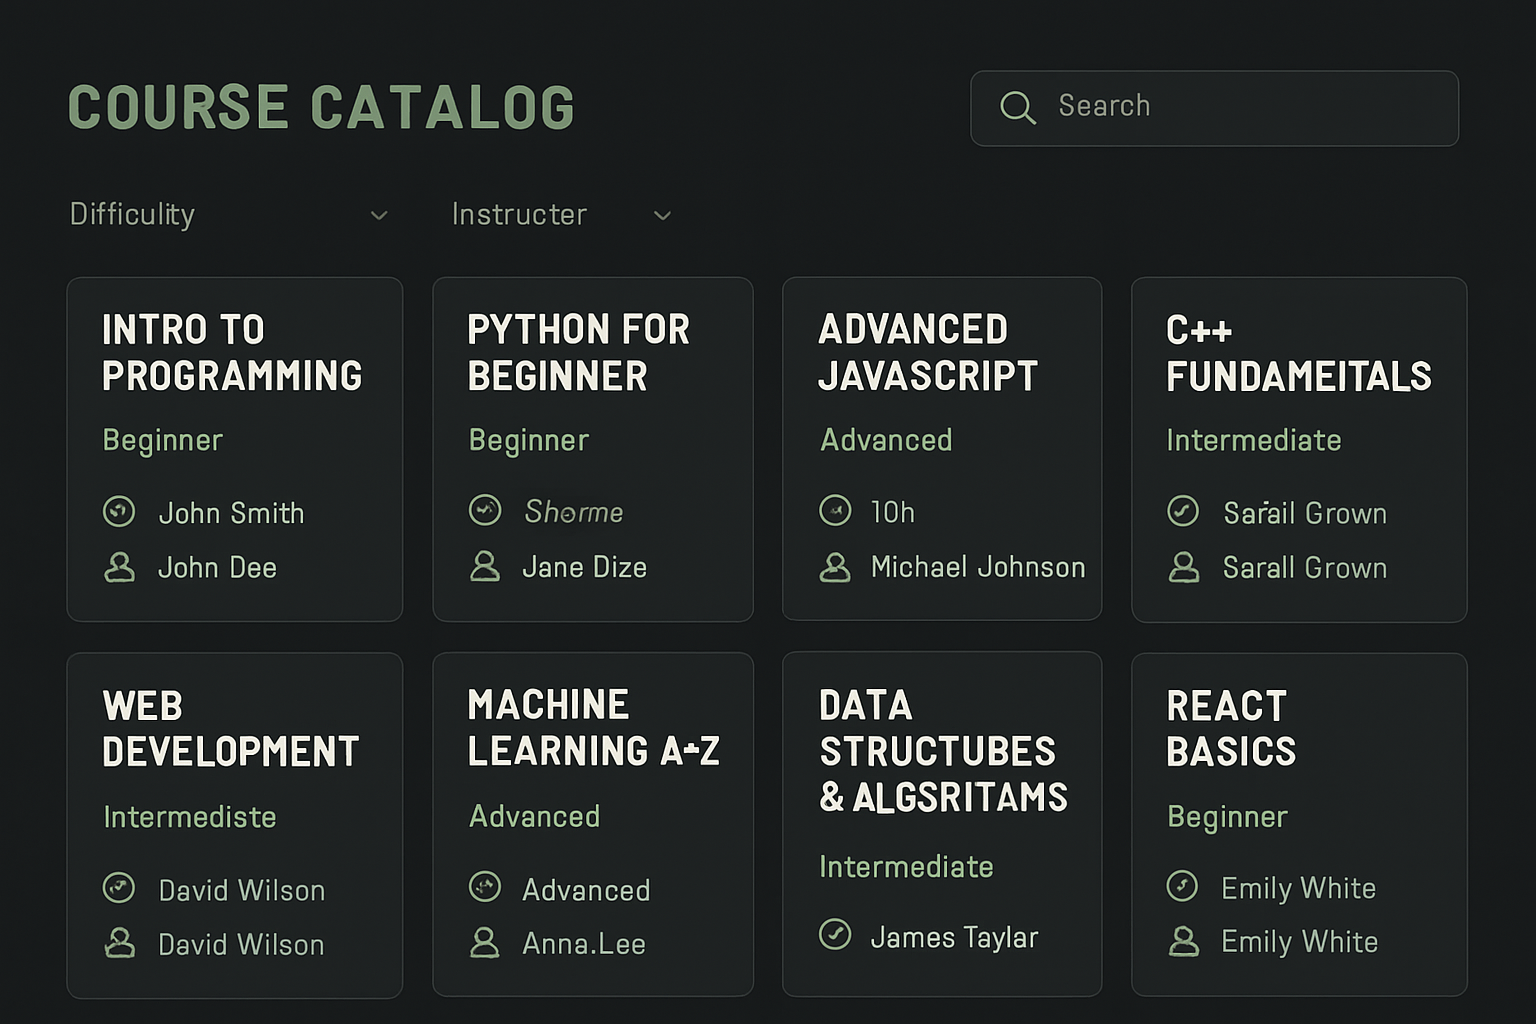 COURSE CATALOG
Search
Difficulity
Instructer
INTRO TO
PROGRAMMING
Beginner
John Smith
John Dee
PYTHON FOR
BEGINNER
Beginner
Shorme
Jane Dize
ADVANCED
JAVASCRIPT
Advanced
10h
Michael Johnson
C++
FUNDAMEITALS
Intermediate
Sarail Grown
Sarall Grown
WEB
DEVELOPMENT
Intermediste
David Wilson
David Wilson
MACHINE
LEARNING A-Z
Advanced
Advanced
Anna.Lee
DATA
STRUCTUBES
& ALGSRITAMS
Intermediate
James Taylar
REACT
BASICS
Beginner
Emily White
Emily White